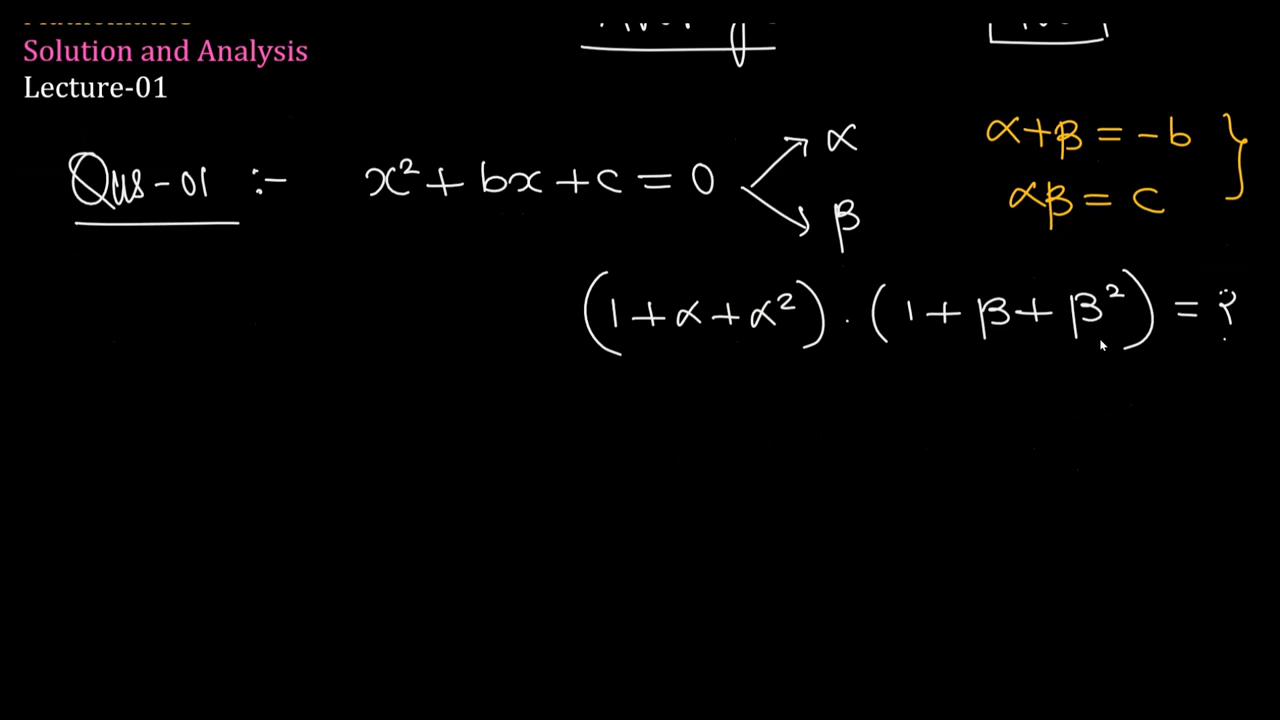 Solution and Analysis
Lecture-01
α+β = -b
Qus-01 :- x²+bx+c=0 α
αβ = c
β
(1+α+α²).(1+β+β²) = ?